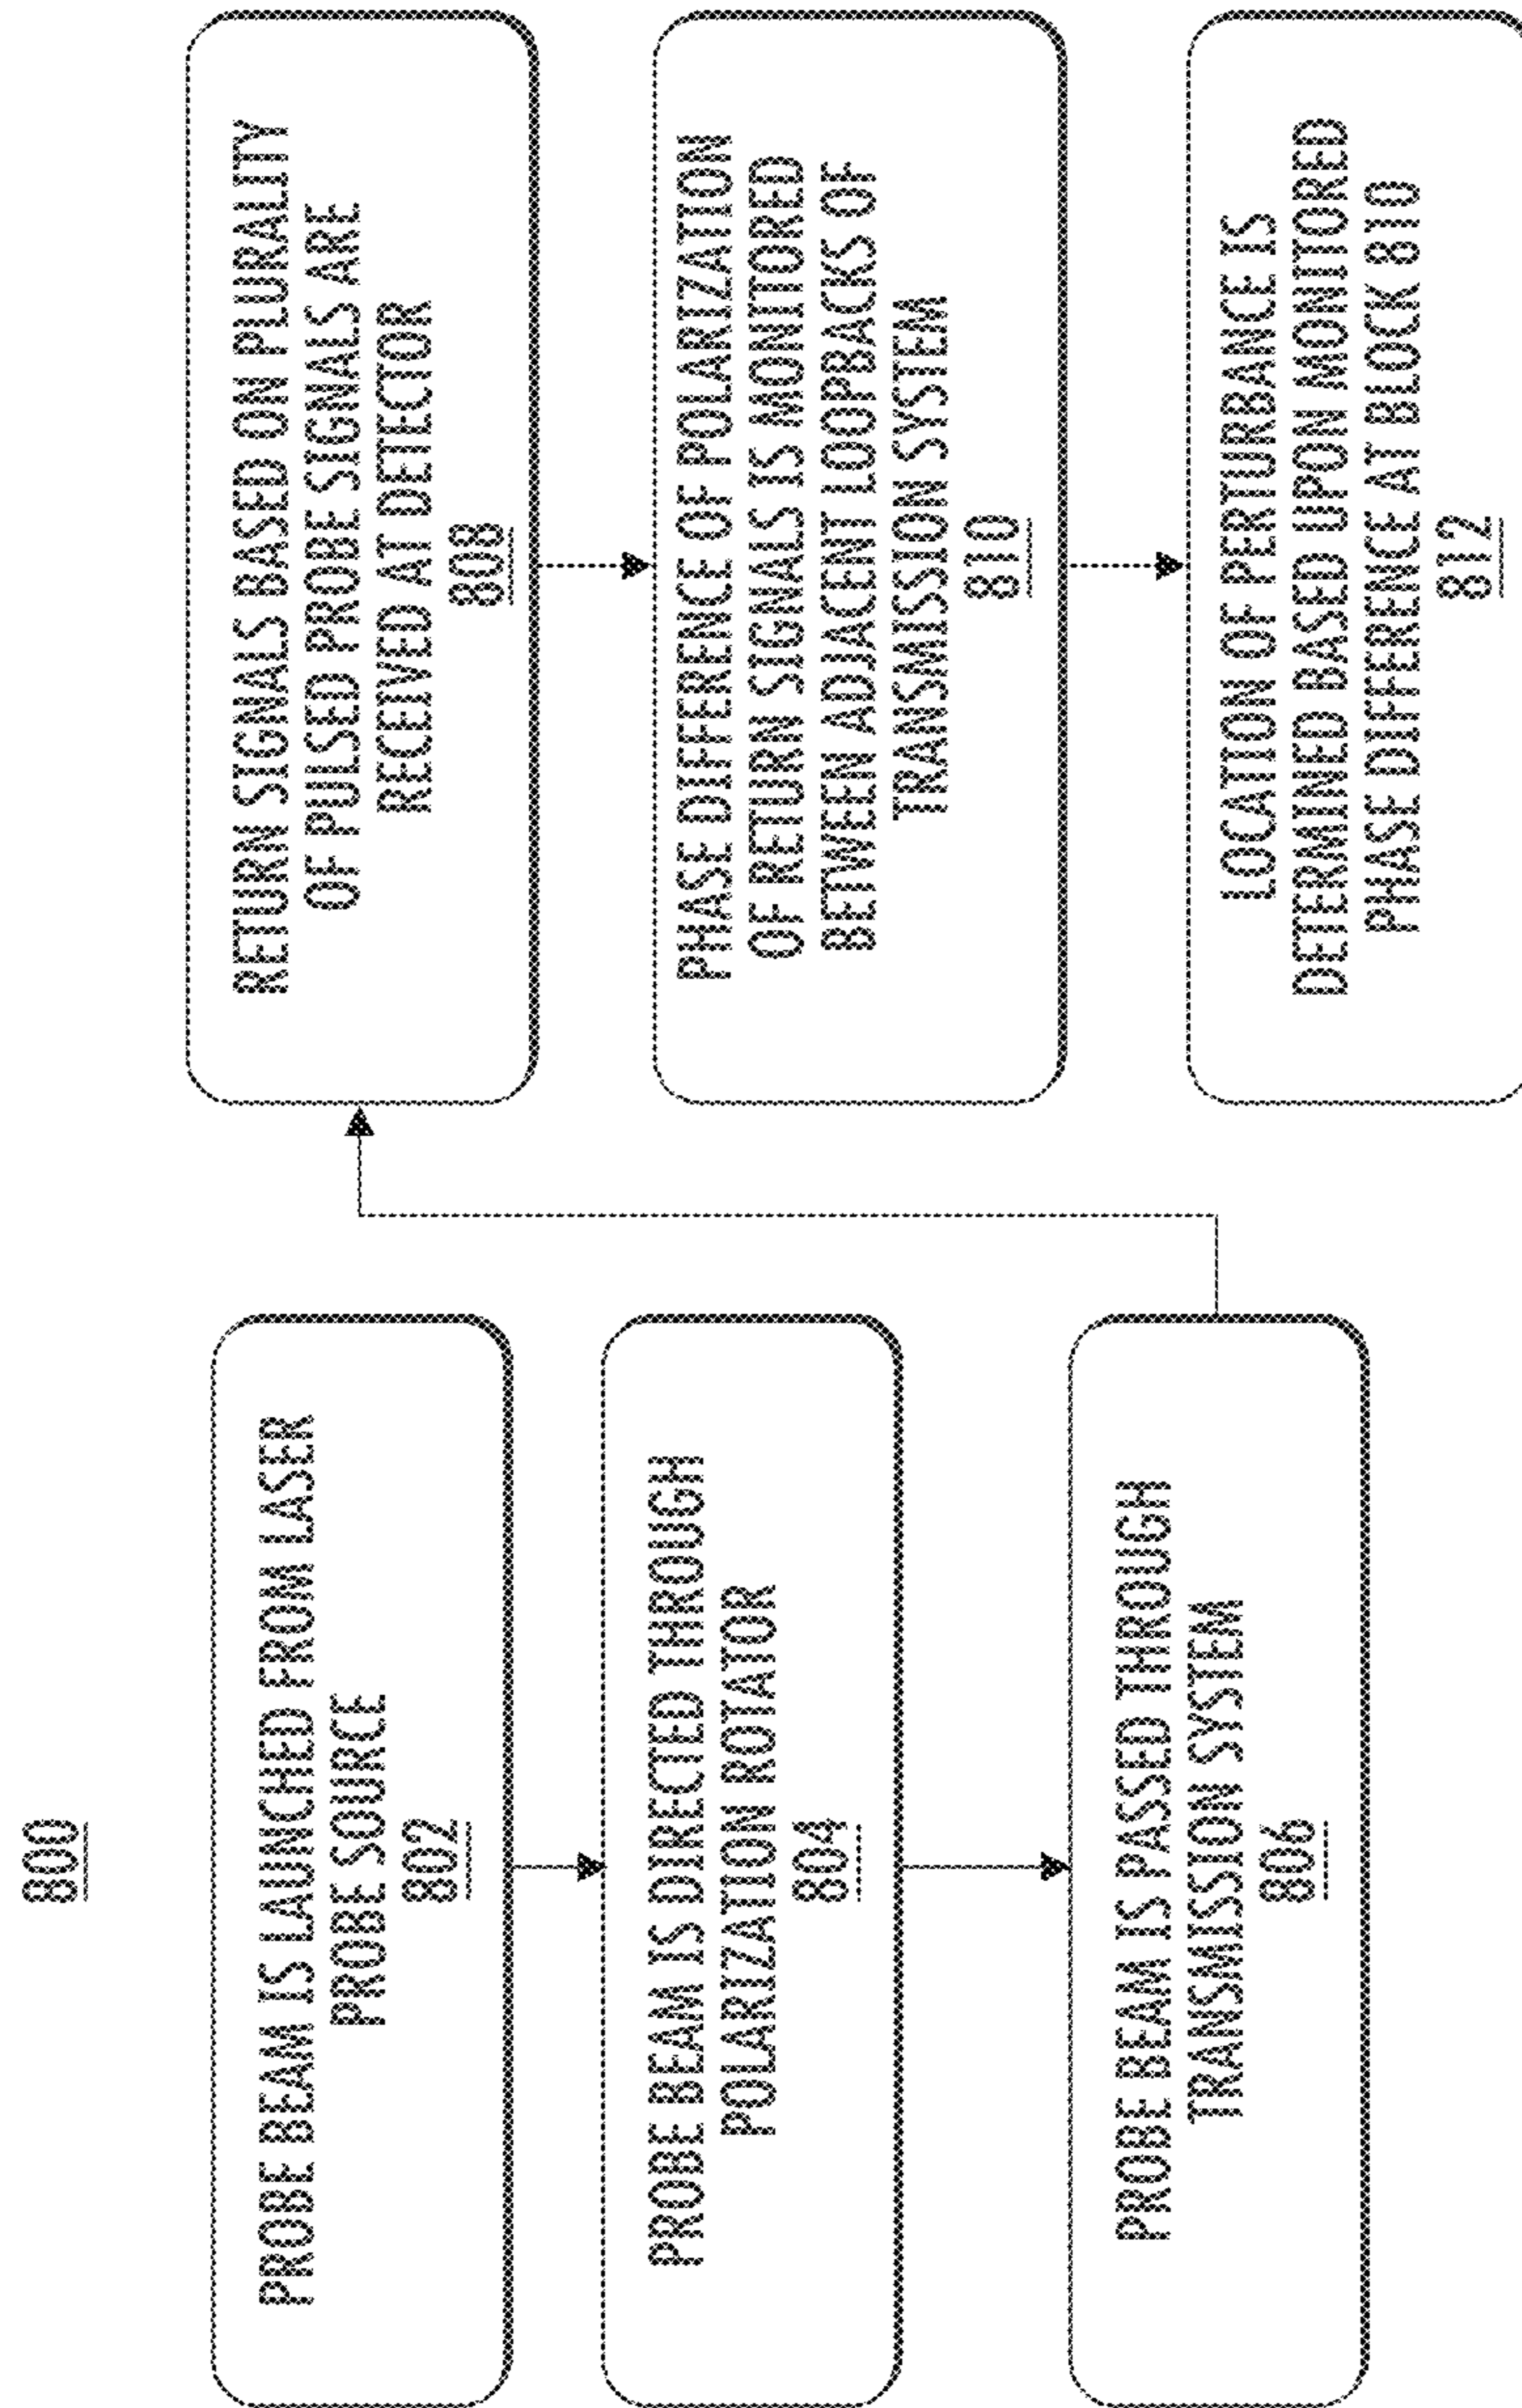 800
PROBE BEAM IS LAUNCHED FROM LASER
PROBE SOURCE
802
PROBE BEAM IS DIRECTED THROUGH
POLARIZATION ROTATOR
804
PROBE BEAM IS PASSED THROUGH
TRANSMISSION SYSTEM
806
RETURN SIGNALS BASED ON PLURALITY
OF PULSED PROBE SIGNALS ARE
RECEIVED AT DETECTOR
808
PHASE DIFFERENCE OF POLARIZATION
OF RETURN SIGNALS IS MONITORED
BETWEEN ADJACENT LOOPBACKS OF
TRANSMISSION SYSTEM
810
LOCATION OF PERTURBANCE IS
DETERMINED BASED UPON MONITORED
PHASE DIFFERENCE AT BLOCK 810
812